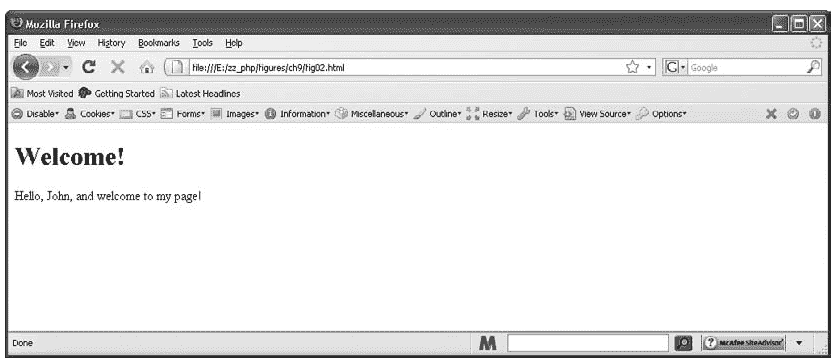 Mozilla Firefox
File Edit View History Bookmarks Tools Help
file:///E:/zz_php/figures/ch9/fig02.html G Google
Most Visited Getting Started Latest Headlines
Disable Cookies CSS Forms Images Information Miscellaneous Outline Resize Tools View Source Options
Welcome!
Hello, John, and welcome to my page!
Done M McAfee SiteAdvisor